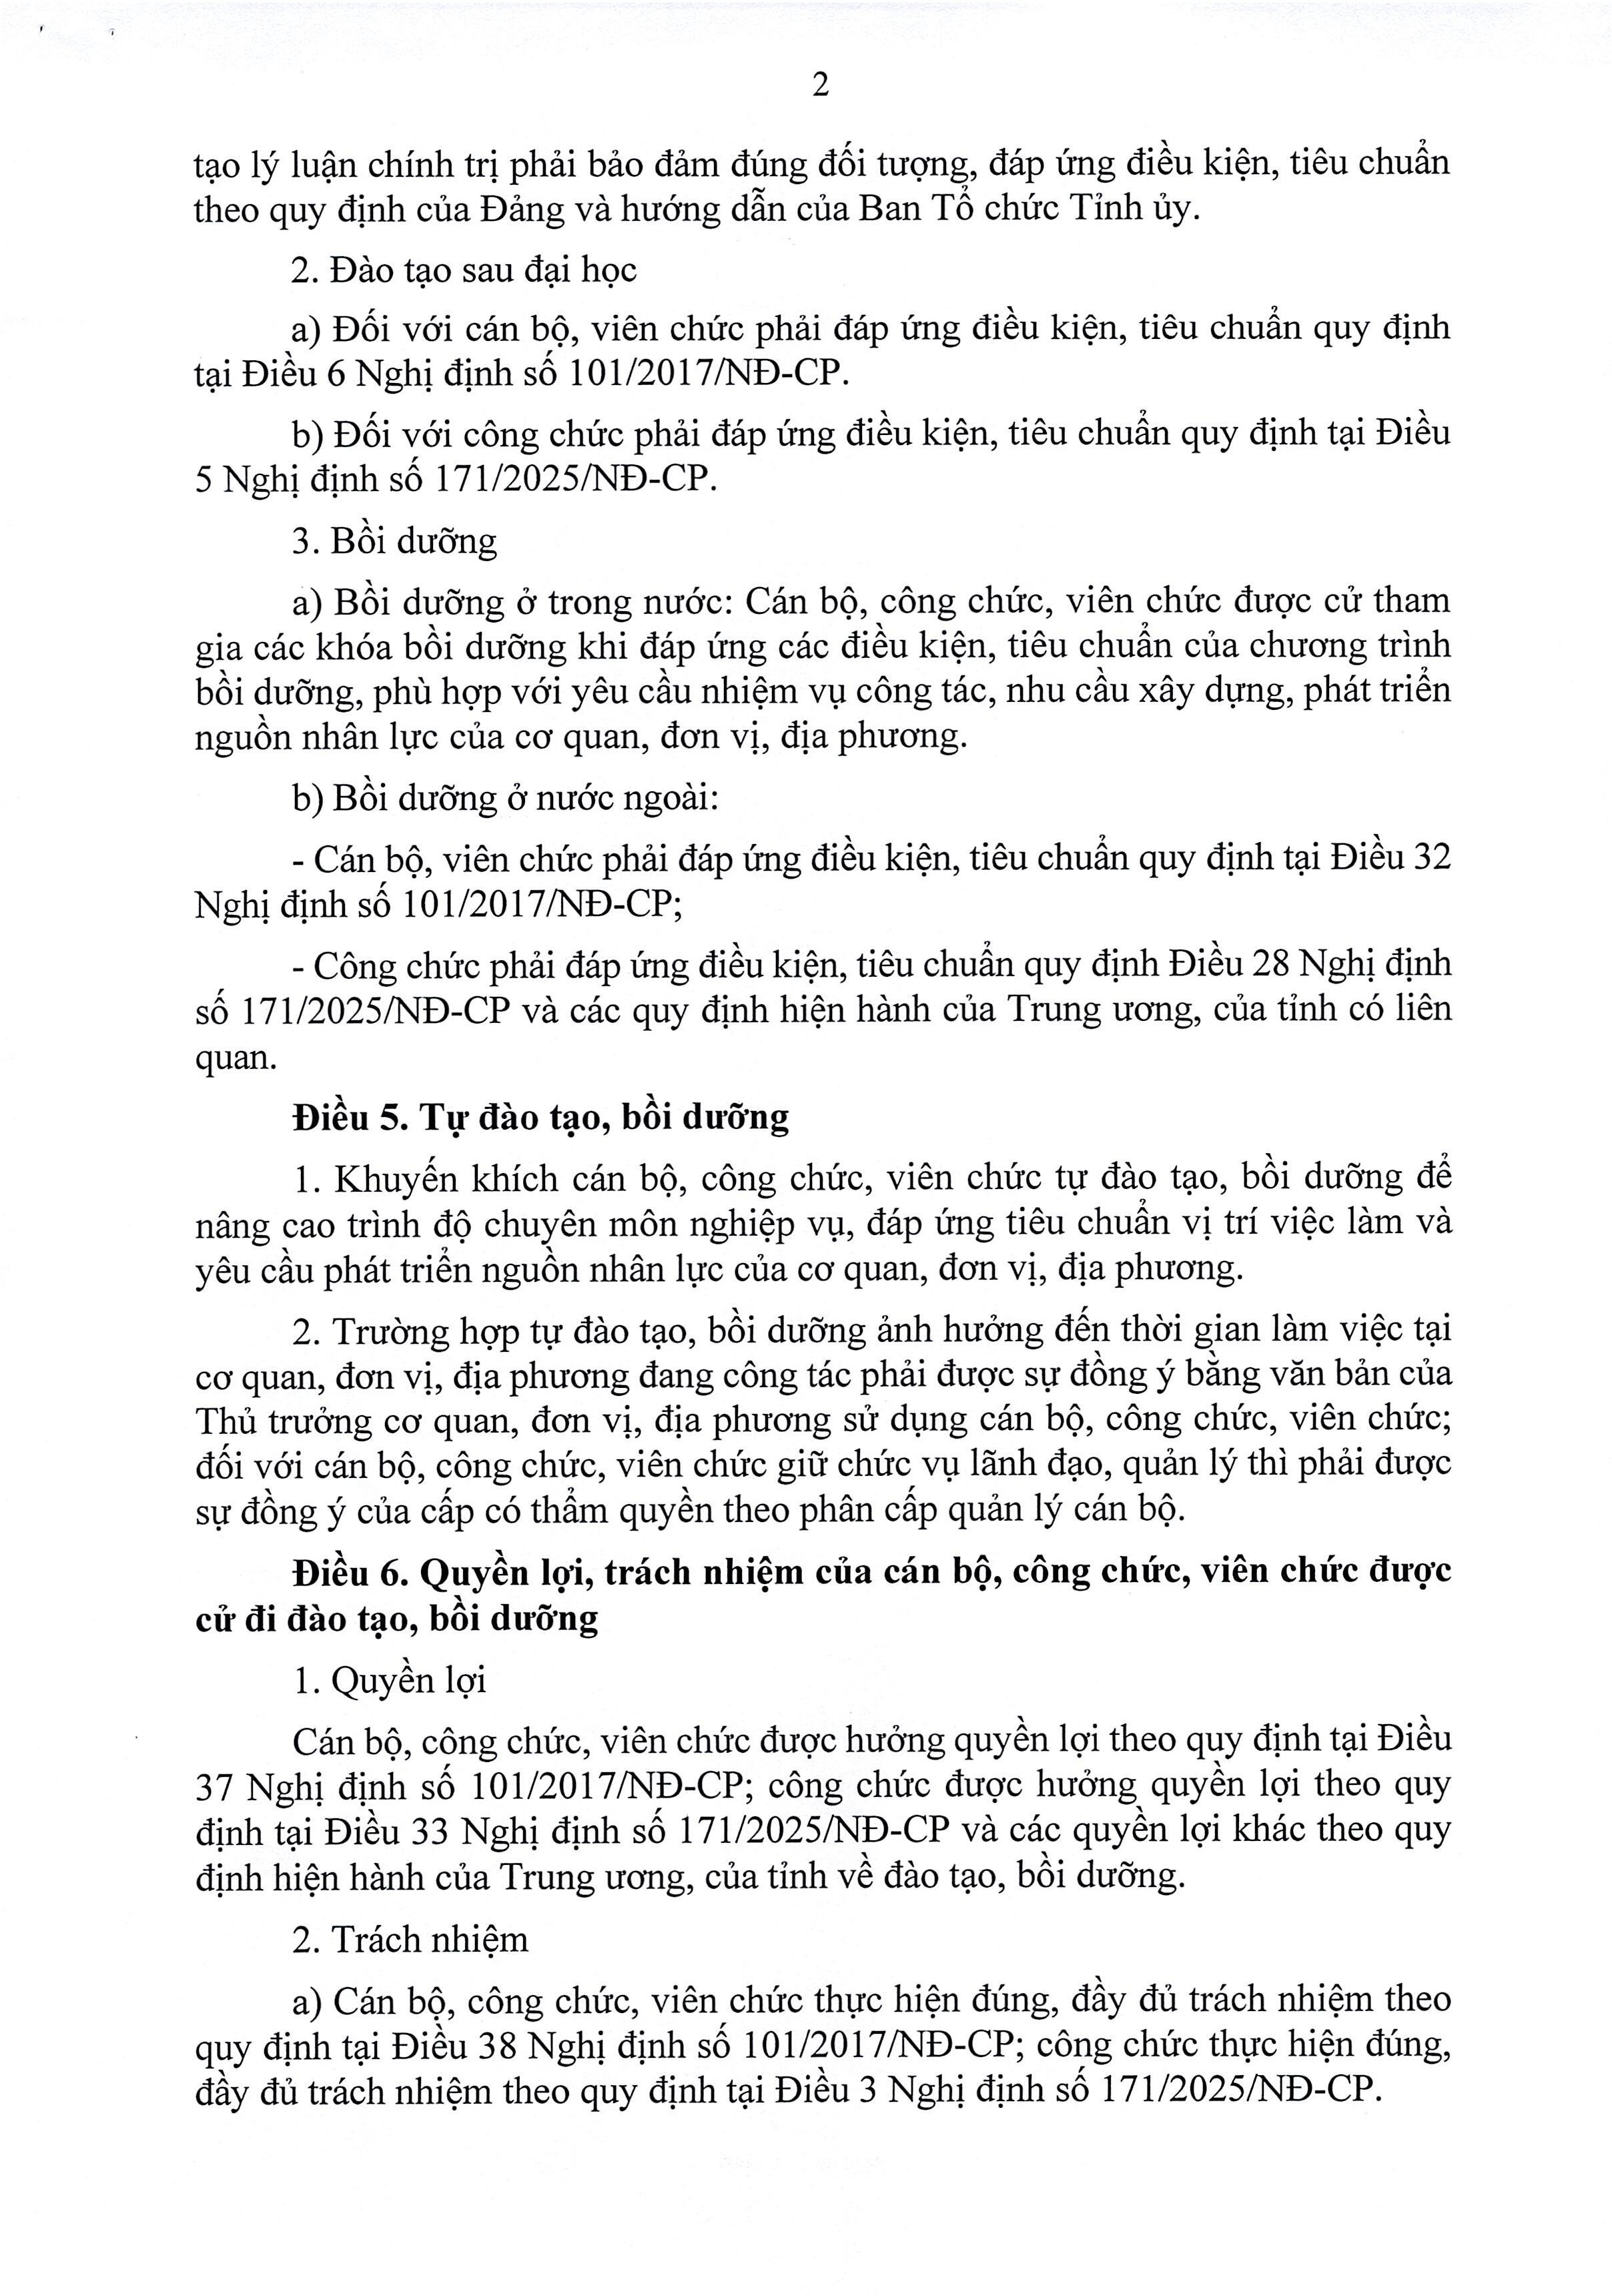 2
tạo lý luận chính trị phải bảo đảm đúng đối tượng, đáp ứng điều kiện, tiêu chuẩn
theo quy định của Đảng và hướng dẫn của Ban Tổ chức Tỉnh ủy.
2. Đào tạo sau đại học
a) Đối với cán bộ, viên chức phải đáp ứng điều kiện, tiêu chuẩn quy định
tại Điều 6 Nghị định số 101/2017/NĐ-CP.
b) Đối với công chức phải đáp ứng điều kiện, tiêu chuẩn quy định tại Điều
5 Nghị định số 171/2025/NĐ-CP.
3. Bồi dưỡng
a) Bồi dưỡng ở trong nước: Cán bộ, công chức, viên chức được cử tham
gia các khóa bồi dưỡng khi đáp ứng các điều kiện, tiêu chuẩn của chương trình
bồi dưỡng, phù hợp với yêu cầu nhiệm vụ công tác, nhu cầu xây dựng, phát triển
nguồn nhân lực của cơ quan, đơn vị, địa phương.
b) Bồi dưỡng ở nước ngoài:
- Cán bộ, viên chức phải đáp ứng điều kiện, tiêu chuẩn quy định tại Điều 32
Nghị định số 101/2017/NĐ-CP;
- Công chức phải đáp ứng điều kiện, tiêu chuẩn quy định Điều 28 Nghị định
số 171/2025/NĐ-CP và các quy định hiện hành của Trung ương, của tỉnh có liên
quan.
Điều 5. Tự đào tạo, bồi dưỡng
1. Khuyến khích cán bộ, công chức, viên chức tự đào tạo, bồi dưỡng để
nâng cao trình độ chuyên môn nghiệp vụ, đáp ứng tiêu chuẩn vị trí việc làm và
yêu cầu phát triển nguồn nhân lực của cơ quan, đơn vị, địa phương.
2. Trường hợp tự đào tạo, bồi dưỡng ảnh hưởng đến thời gian làm việc tại
cơ quan, đơn vị, địa phương đang công tác phải được sự đồng ý bằng văn bản của
Thủ trưởng cơ quan, đơn vị, địa phương sử dụng cán bộ, công chức, viên chức;
đối với cán bộ, công chức, viên chức giữ chức vụ lãnh đạo, quản lý thì phải được
sự đồng ý của cấp có thẩm quyền theo phân cấp quản lý cán bộ.
Điều 6. Quyền lợi, trách nhiệm của cán bộ, công chức, viên chức được
cử đi đào tạo, bồi dưỡng
1. Quyền lợi
Cán bộ, công chức, viên chức được hưởng quyền lợi theo quy định tại Điều
37 Nghị định số 101/2017/NĐ-CP; công chức được hưởng quyền lợi theo quy
định tại Điều 33 Nghị định số 171/2025/NĐ-CP và các quyền lợi khác theo quy
định hiện hành của Trung ương, của tỉnh về đào tạo, bồi dưỡng.
2. Trách nhiệm
a) Cán bộ, công chức, viên chức thực hiện đúng, đầy đủ trách nhiệm theo
quy định tại Điều 38 Nghị định số 101/2017/NĐ-CP; công chức thực hiện đúng,
đầy đủ trách nhiệm theo quy định tại Điều 3 Nghị định số 171/2025/NĐ-CP.